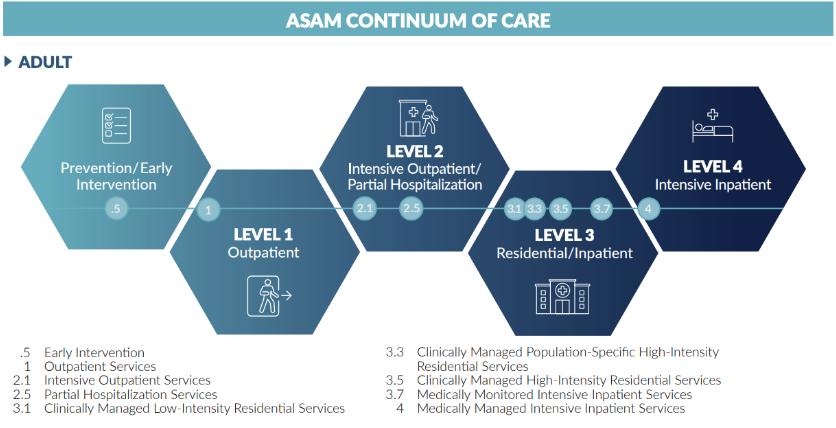 ASAM CONTINUUM OF CARE
ADULT
Prevention/Early
Intervention
.5
1
LEVEL 1
Outpatient
LEVEL 2
Intensive Outpatient/
Partial Hospitalization
2.1
2.5
3.1
3.3
3.5
3.7
LEVEL 3
Residential/Inpatient
LEVEL 4
Intensive Inpatient
4
.5 Early Intervention
1 Outpatient Services
2.1 Intensive Outpatient Services
2.5 Partial Hospitalization Services
3.1 Clinically Managed Low-Intensity Residential Services
3.3 Clinically Managed Population-Specific High-Intensity
Residential Services
3.5 Clinically Managed High-Intensity Residential Services
3.7 Medically Monitored Intensive Inpatient Services
4 Medically Managed Intensive Inpatient Services